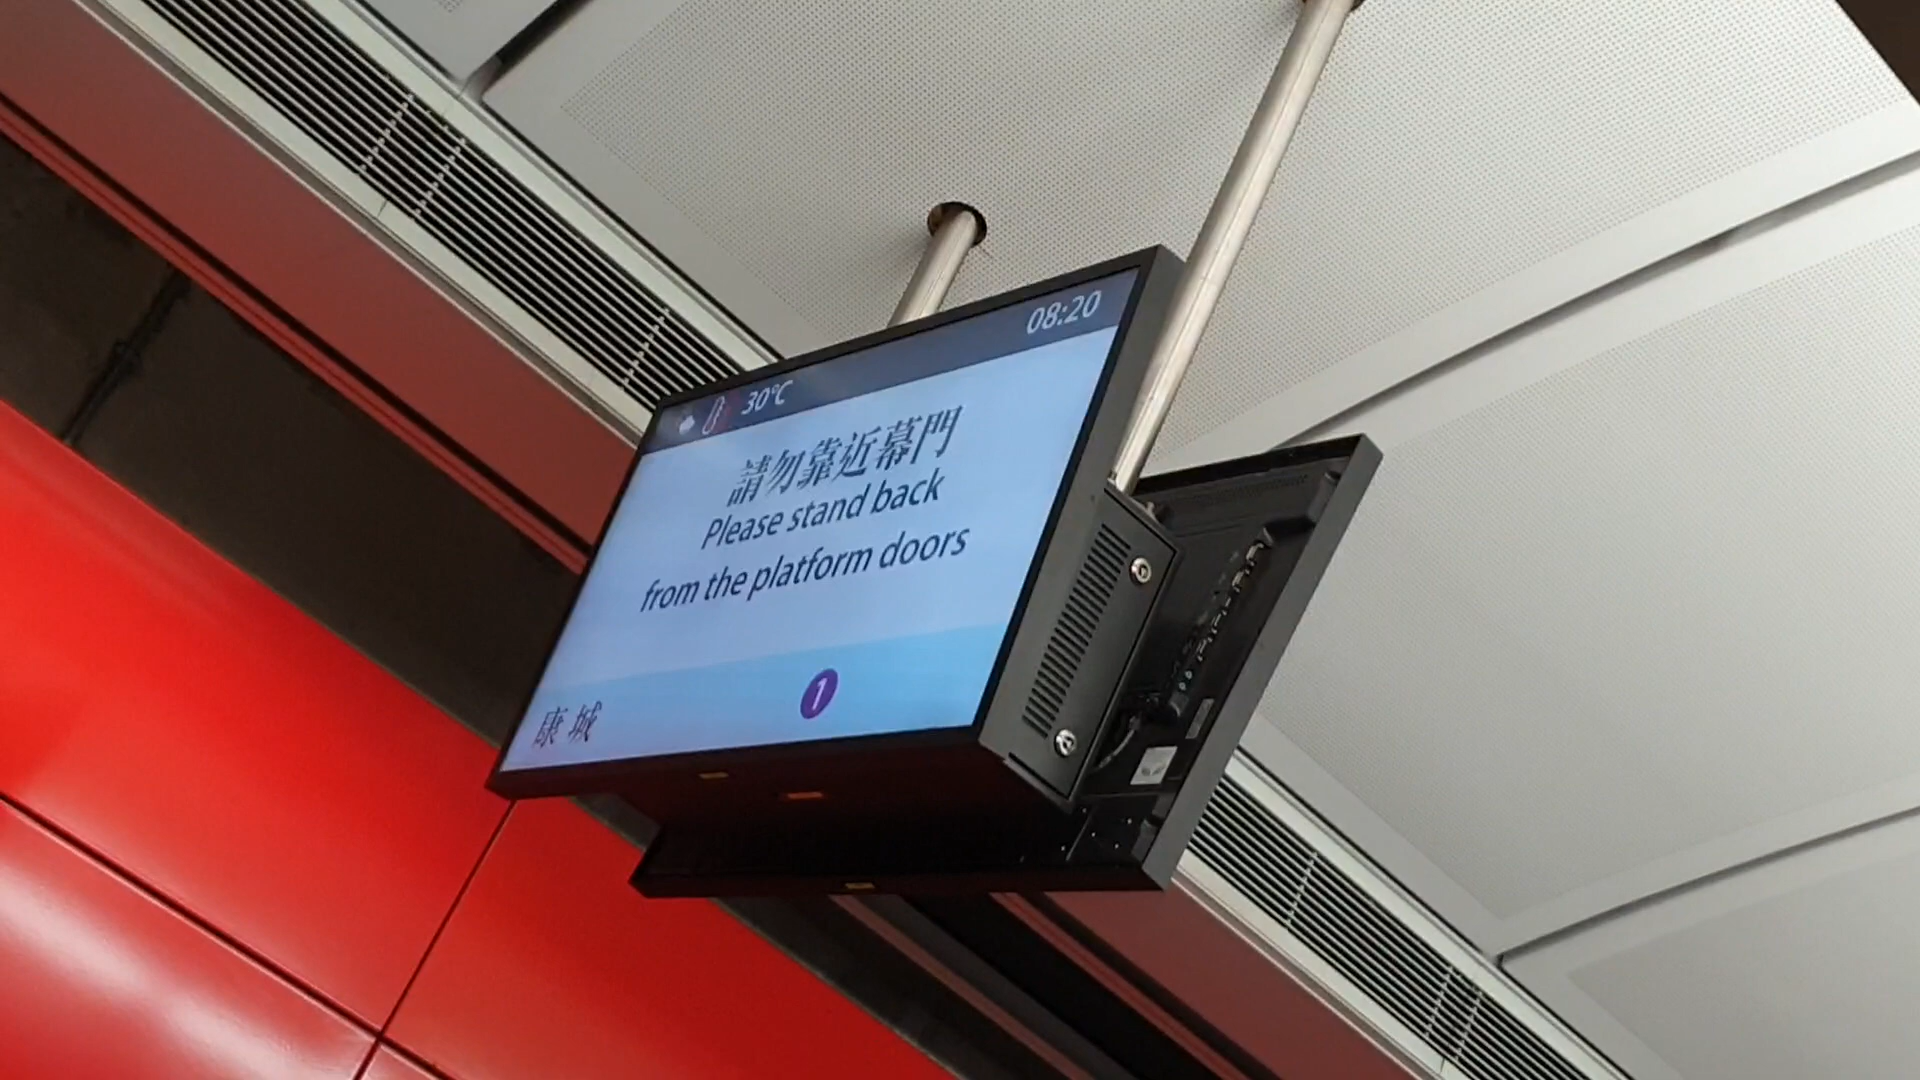 30°C 08:20
請勿靠近幕門
Please stand back
from the platform doors
康城 1